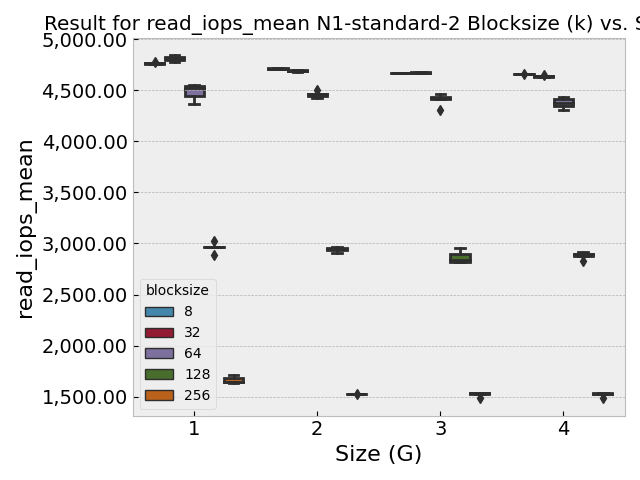 Result for read_iops_mean N1-standard-2 Blocksize (k) vs. S
5,000.00
4,500.00
4,000.00
3,500.00
3,000.00
2,500.00
2,000.00
1,500.00
read_iops_mean
blocksize
8
32
64
128
256
1 2 3 4
Size (G)